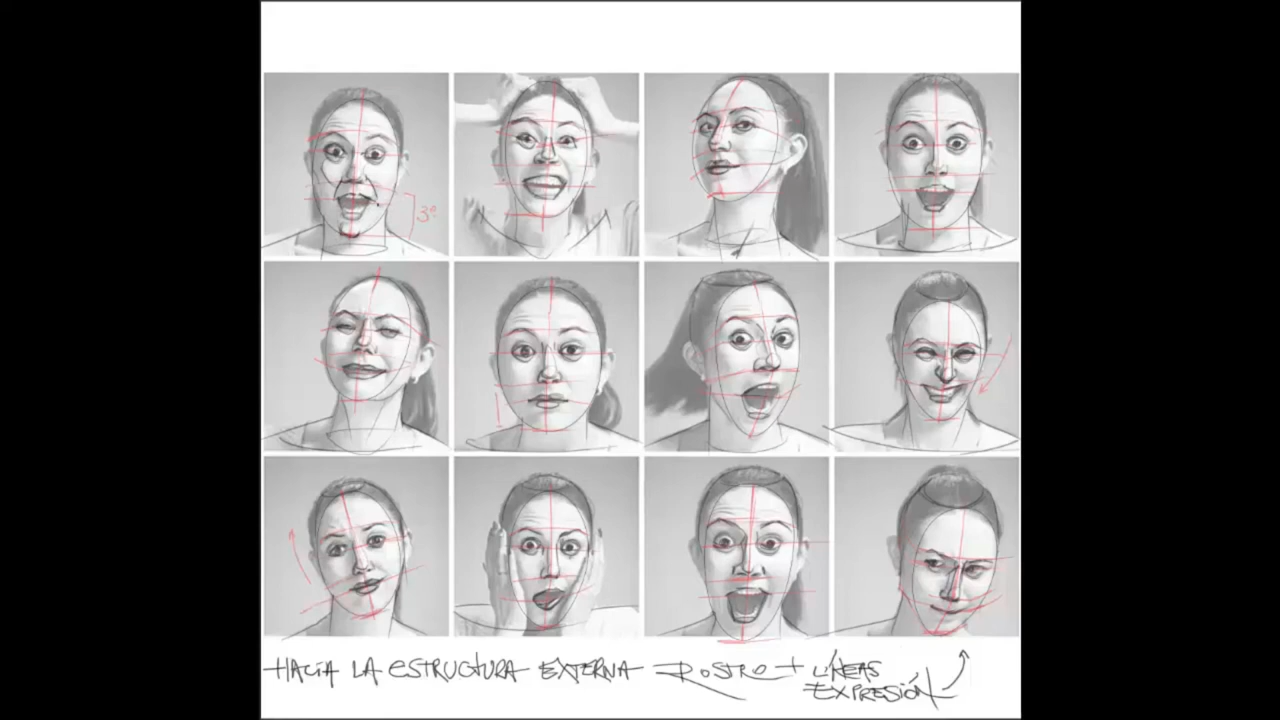 3º
HACIA LA ESTRUCTURA EXTERNA ROSTRO + LÍNEAS
EXPRESIÓN